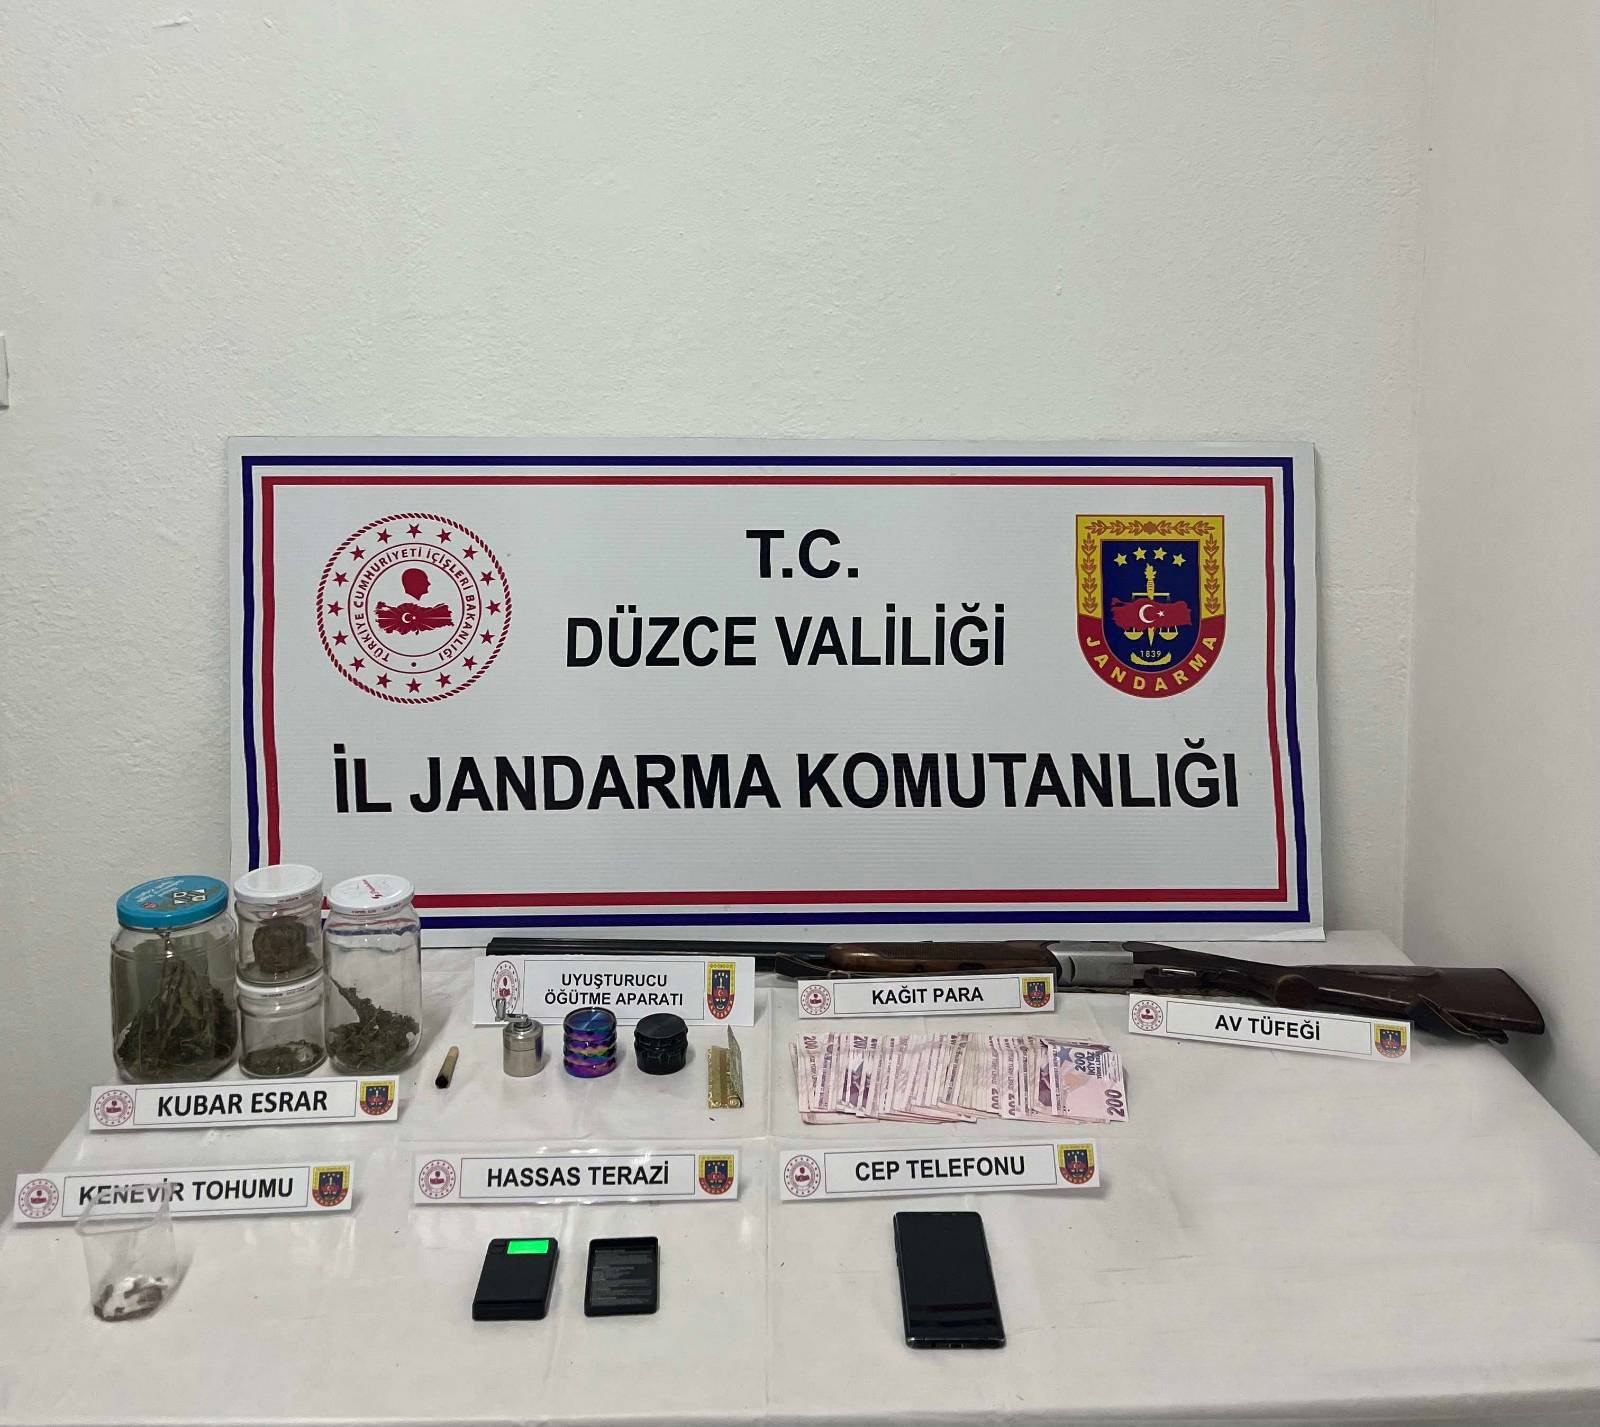 T.C.
DÜZCE VALİLİĞİ
İL JANDARMA KOMUTANLIĞI
TÜRKİYE CUMHURİYETİ İÇİŞLERİ BAKANLIĞI
1839
JANDARMA
UYUŞTURUCU
ÖĞÜTME APARATI
KAĞIT PARA
AV TÜFEĞİ
KUBAR ESRAR
KENEVİR TOHUMU
HASSAS TERAZİ
CEP TELEFONU
200
200